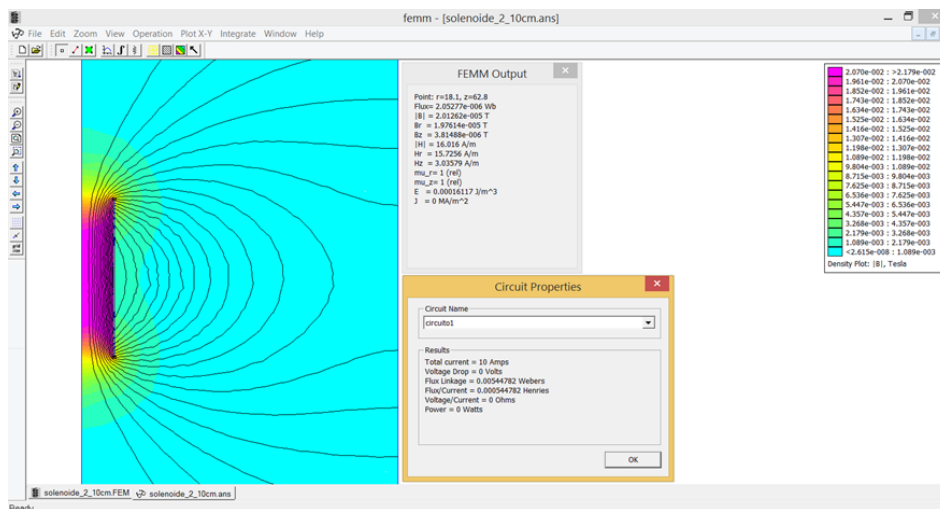 femm - [solenoide_2_10cm.ans]
File Edit Zoom View Operation Plot X-Y Integrate Window Help
FEMM Output
Point: r=18.1, z=62.8
Flux= 2.05277e-006 Wb
|B| = 2.01262e-005 T
Br = 1.97614e-005 T
Bz = 3.81488e-006 T
|H| = 16.016 A/m
Hr = 15.7256 A/m
Hz = 3.03579 A/m
mu_r= 1 (rel)
mu_z= 1 (rel)
E = 0.00016117 J/m^3
J = 0 MA/m^2
2.070e-002 : >2.179e-002
1.961e-002 : 2.070e-002
1.852e-002 : 1.961e-002
1.743e-002 : 1.852e-002
1.634e-002 : 1.743e-002
1.525e-002 : 1.634e-002
1.416e-002 : 1.525e-002
1.307e-002 : 1.416e-002
1.198e-002 : 1.307e-002
1.089e-002 : 1.198e-002
9.804e-003 : 1.089e-002
8.715e-003 : 9.804e-003
7.625e-003 : 8.715e-003
6.536e-003 : 7.625e-003
5.447e-003 : 6.536e-003
4.357e-003 : 5.447e-003
3.268e-003 : 4.357e-003
2.179e-003 : 3.268e-003
1.089e-003 : 2.179e-003
<2.615e-008 : 1.089e-003
Density Plot: |B|, Tesla
Circuit Properties
Circuit Name
circuito1
Results
Total current = 10 Amps
Voltage Drop = 0 Volts
Flux Linkage = 0.00544782 Webers
Flux/Current = 0.000544782 Henries
Voltage/Current = 0 Ohms
Power = 0 Watts
OK
solenoide_2_10cm.FEM solenoide_2_10cm.ans
Ready